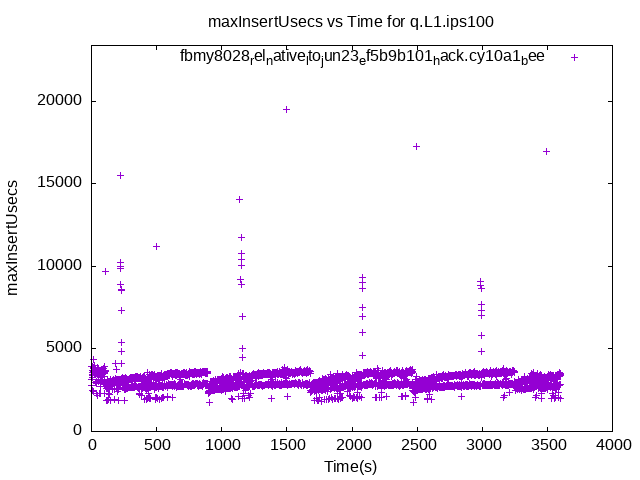 maxInsertUsecs vs Time for q.L1.ips100
fbmy8028relnativeltojun23ef5b9b101hack.cy10a1bee
20000
15000
10000
5000
0
maxInsertUsecs
0 500 1000 1500 2000 2500 3000 3500 4000
Time(s)